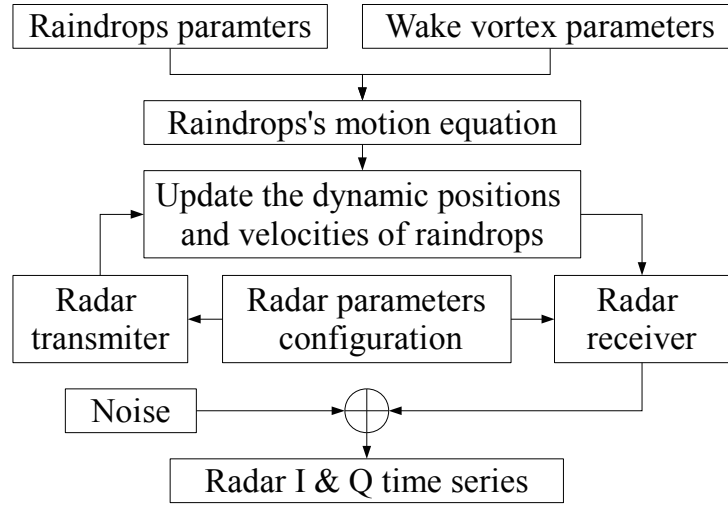 Raindrops paramters
Wake vortex parameters
Raindrops's motion equation
Update the dynamic positions
and velocities of raindrops
Radar
transmiter
Radar parameters
configuration
Radar
receiver
Noise
Radar I & Q time series